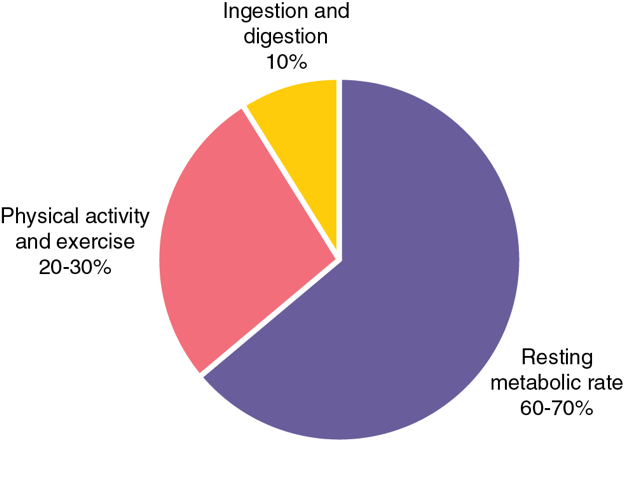 Ingestion and
digestion
10%
Physical activity
and exercise
20-30%
Resting
metabolic rate
60-70%